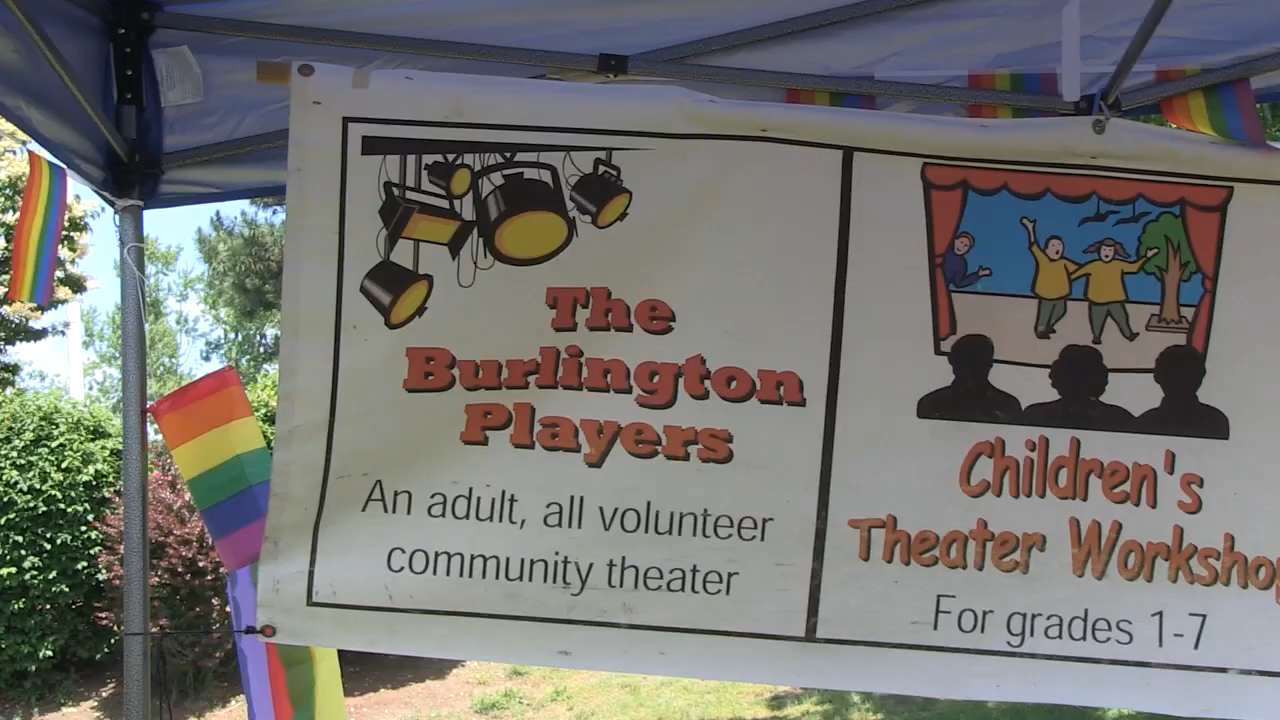 The
Burlington
Players
An adult, all volunteer
community theater
Children's
Theater Workshop
For grades 1-7